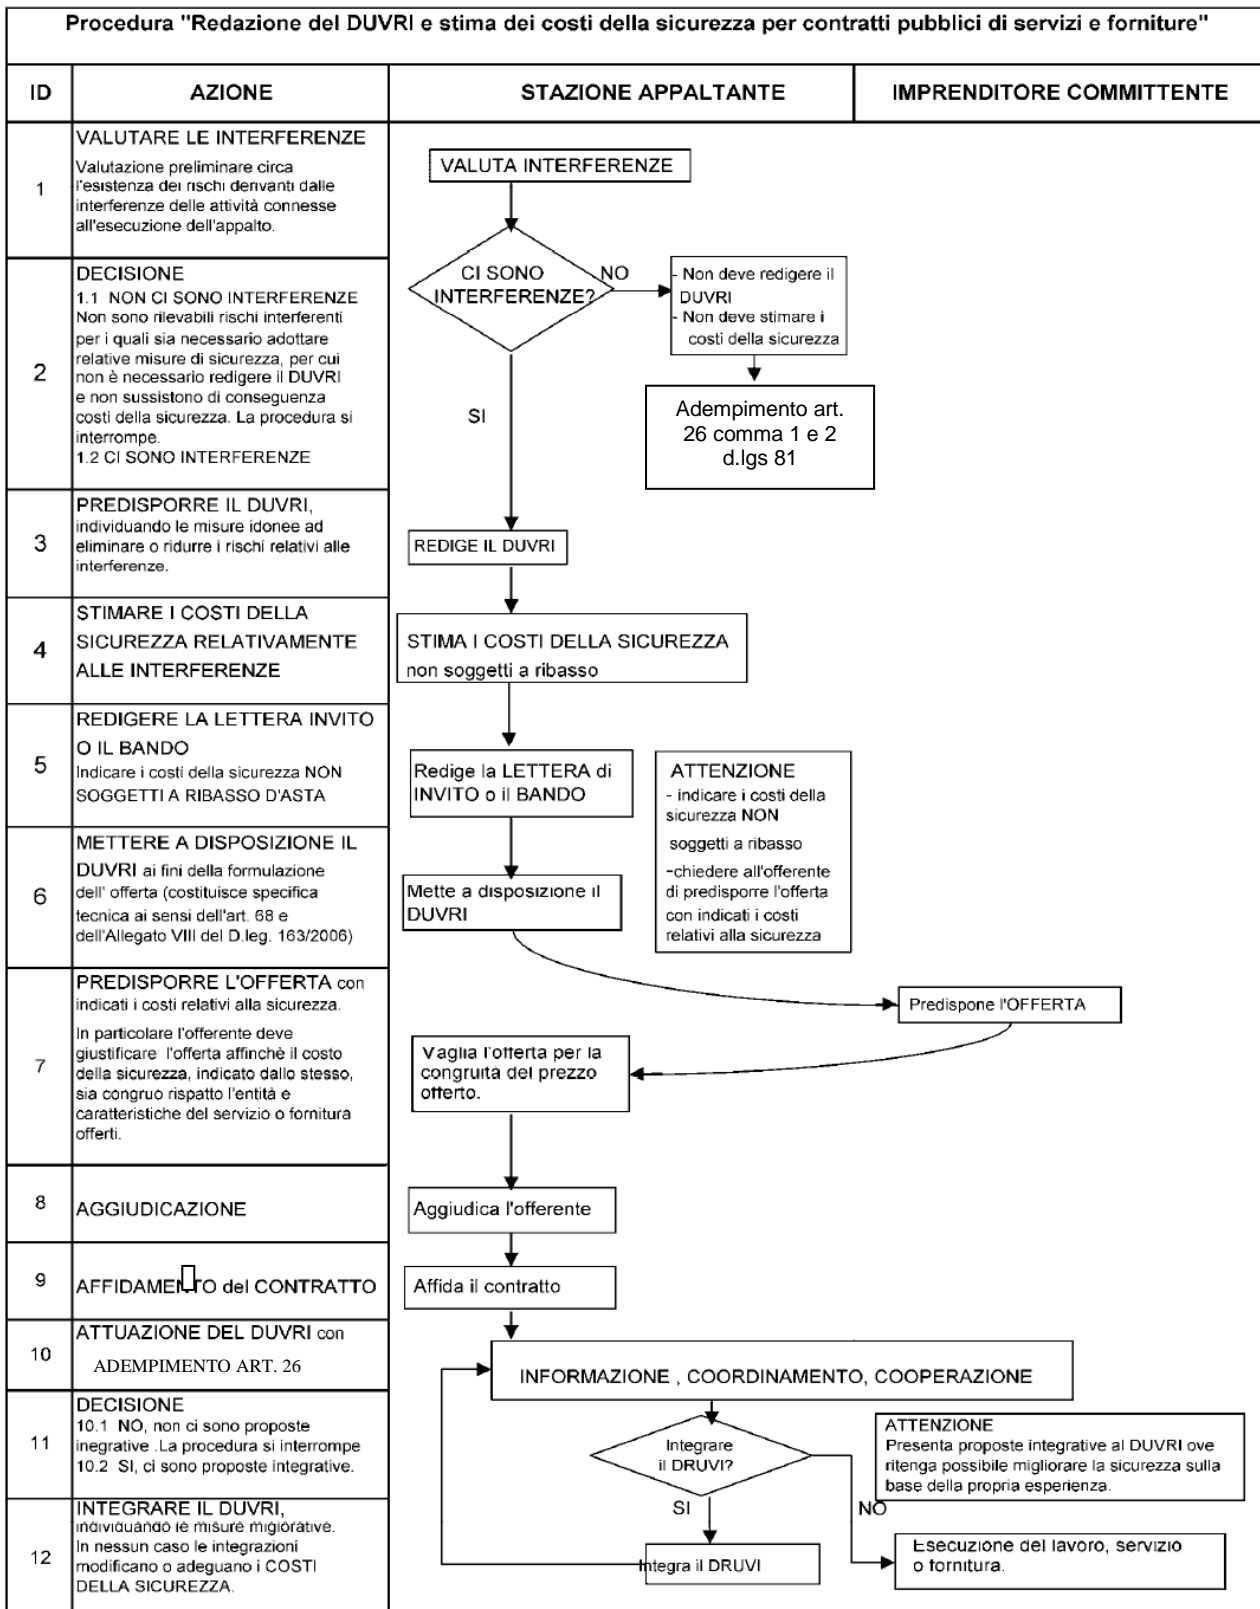 Procedura "Redazione del DUVRI e stima dei costi della sicurezza per contratti pubblici di servizi e forniture"
ID
AZIONE
STAZIONE APPALTANTE
IMPRENDITORE COMMITTENTE
1
VALUTARE LE INTERFERENZE
Valutazione preliminare circa
l'esistenza dei rischi derivanti dalle
interferenze delle attività connesse
all'esecuzione dell'appalto.
VALUTA INTERFERENZE
2
DECISIONE
1.1 NON CI SONO INTERFERENZE
Non sono rilevabili rischi interferenti
per i quali sia necessario adottare
relative misure di sicurezza, per cui
non è necessario redigere il DUVRI
e non sussistono di conseguenza
costi della sicurezza. La procedura si
interrompe.
1.2 CI SONO INTERFERENZE
CI SONO
INTERFERENZE?
NO
- Non deve redigere il
DUVRI
- Non deve stimare i
costi della sicurezza
Adempimento art.
26 comma 1 e 2
d.lgs 81
SI
3
PREDISPORRE IL DUVRI,
individuando le misure idonee ad
eliminare o ridurre i rischi relativi alle
interferenze.
REDIGE IL DUVRI
4
STIMARE I COSTI DELLA
SICUREZZA RELATIVAMENTE
ALLE INTERFERENZE
STIMA I COSTI DELLA SICUREZZA
non soggetti a ribasso
5
REDIGERE LA LETTERA INVITO
O IL BANDO
Indicare i costi della sicurezza NON
SOGGETTI A RIBASSO D'ASTA
Redige la LETTERA di
INVITO o il BANDO
ATTENZIONE
- indicare i costi della
sicurezza NON
soggetti a ribasso
-chiedere all'offerente
di predisporre l'offerta
con indicati i costi
relativi alla sicurezza
6
METTERE A DISPOSIZIONE IL
DUVRI ai fini della formulazione
dell' offerta (costituisce specifica
tecnica ai sensi dell'art. 68 e
dell'Allegato VIII del D.leg. 163/2006)
Mette a disposizione il
DUVRI
7
PREDISPORRE L'OFFERTA con
indicati i costi relativi alla sicurezza.
In particolare l'offerente deve
giustificare l'offerta affinchè il costo
della sicurezza, indicato dallo stesso,
sia congruo rispatto l'entità e
caratteristiche del servizio o fornitura
offerti.
Predispone l'OFFERTA
Vaglia l'offerta per la
congruità del prezzo
offerto.
8
AGGIUDICAZIONE
Aggiudica l'offerente
9
AFFIDAMENTO del CONTRATTO
Affida il contratto
10
ATTUAZIONE DEL DUVRI con
ADEMPIMENTO ART. 26
INFORMAZIONE , COORDINAMENTO, COOPERAZIONE
11
DECISIONE
10.1 NO, non ci sono proposte
inegrative .La procedura si interrompe
10.2 SI, ci sono proposte integrative.
Integrare
il DRUVI?
ATTENZIONE
Presenta proposte integrative al DUVRI ove
ritenga possibile migliorare la sicurezza sulla
base della propria esperienza.
SI
NO
12
INTEGRARE IL DUVRI,
individuando le misure migliorative.
In nessun caso le integrazioni
modificano o adeguano i COSTI
DELLA SICUREZZA.
Integra il DRUVI
Esecuzione del lavoro, servizio
o fornitura.